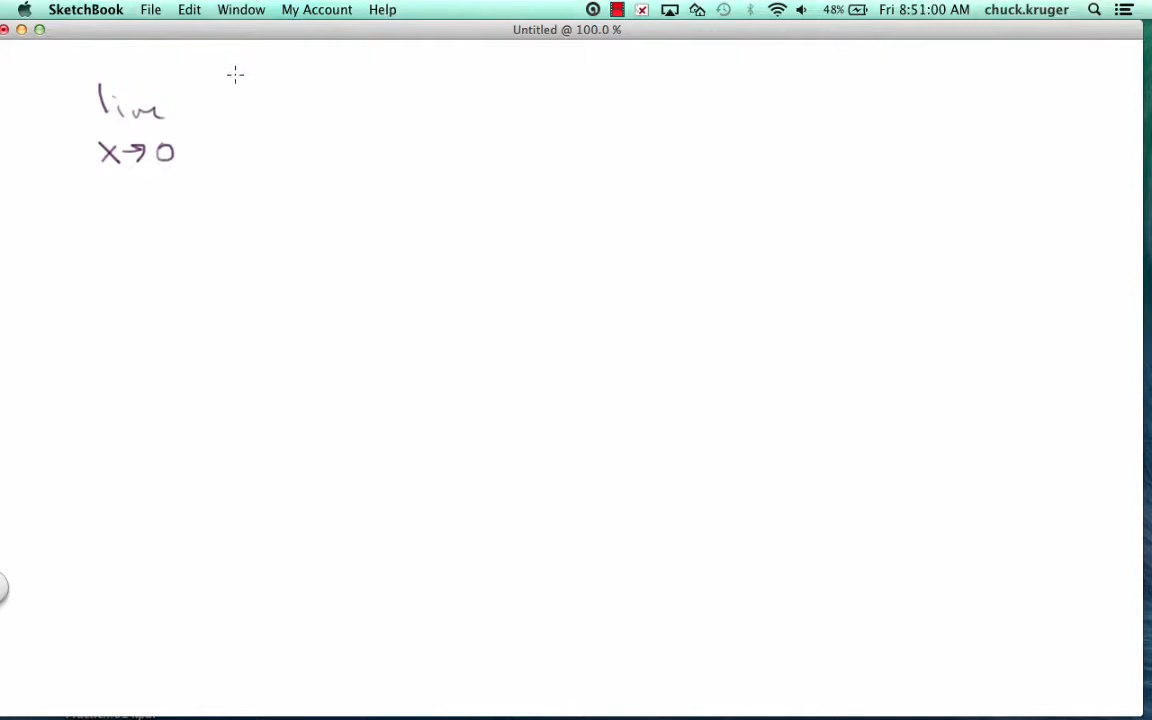 SketchBook File Edit Window My Account Help 48% Fri 8:51:00 AM chuck.kruger
Untitled @ 100.0 %
lim
x→0